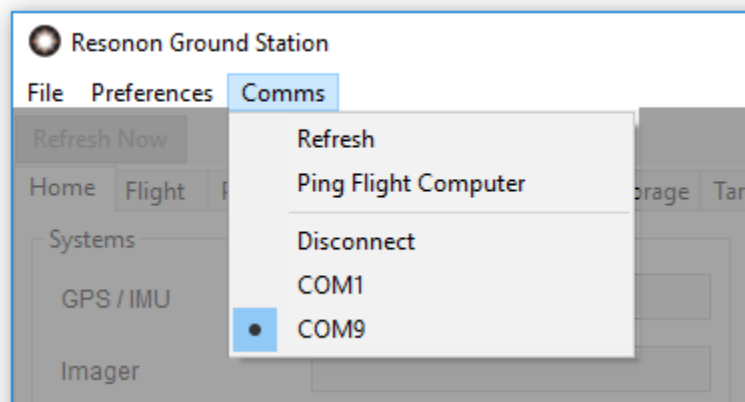 Resonon Ground Station
File Preferences Comms
Refresh Now
Refresh
Ping Flight Computer
Home Flight
Systems
Disconnect
GPS / IMU
COM1
COM9
Imager